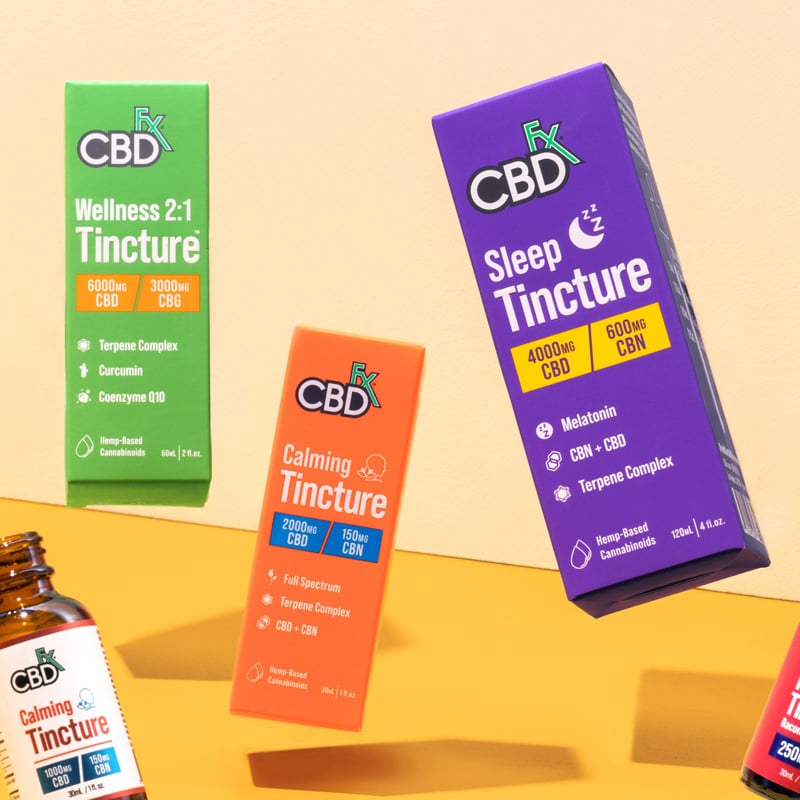 CBDFx
Wellness 2:1
Tincture™
6000MG CBD
3000MG CBG
Terpene Complex
Curcumin
Coenzyme Q10
Hemp-Based
Cannabinoids
60mL | 2 fl.oz.
CBDFx
Sleep
Tincture
4000MG CBD
600MG CBN
Melatonin
CBN + CBD
Terpene Complex
Hemp-Based
Cannabinoids
120mL | 4 fl.oz.
CBDFx
Calming
Tincture
2000MG CBD
150MG CBN
Full Spectrum
Terpene Complex
CBD + CBN
Hemp-Based
Cannabinoids
30mL | 1 fl oz.
CBDFx
Calming
Tincture
1000MG CBD
150MG CBN
30mL / 1 fl.oz.